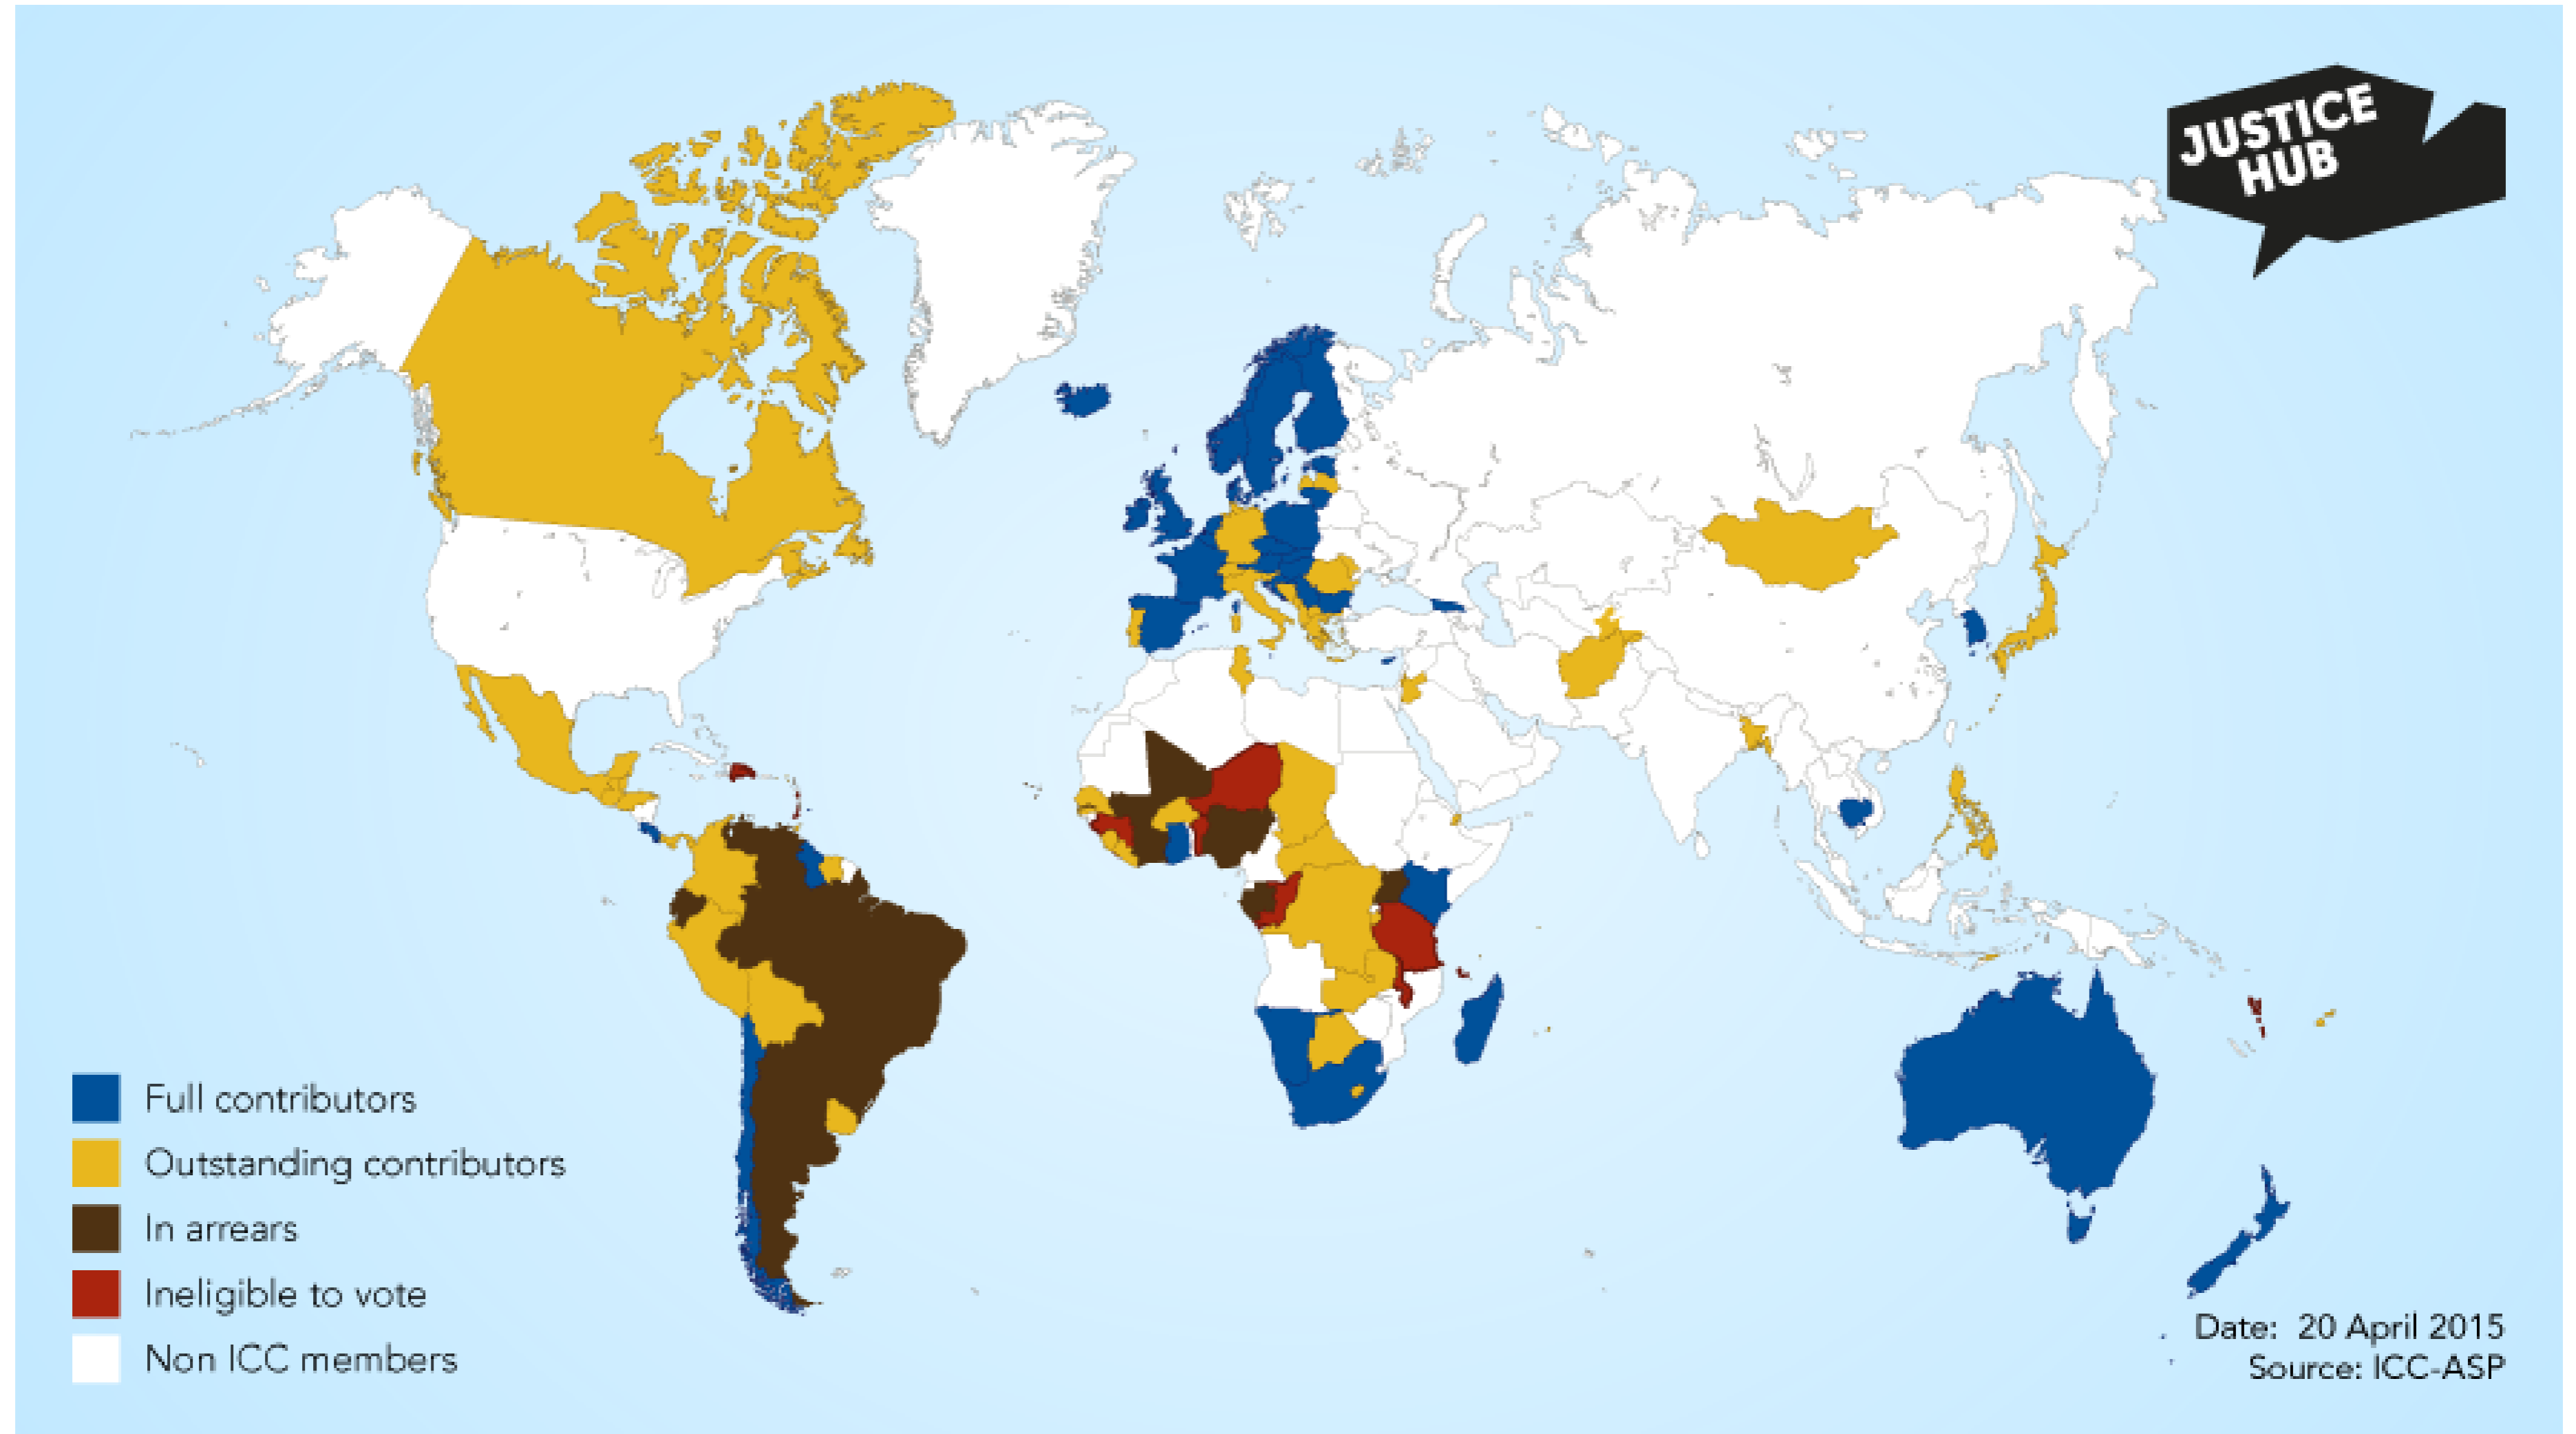 JUSTICE
HUB
Full contributors
Outstanding contributors
In arrears
Ineligible to vote
Non ICC members
Date: 20 April 2015
Source: ICC-ASP